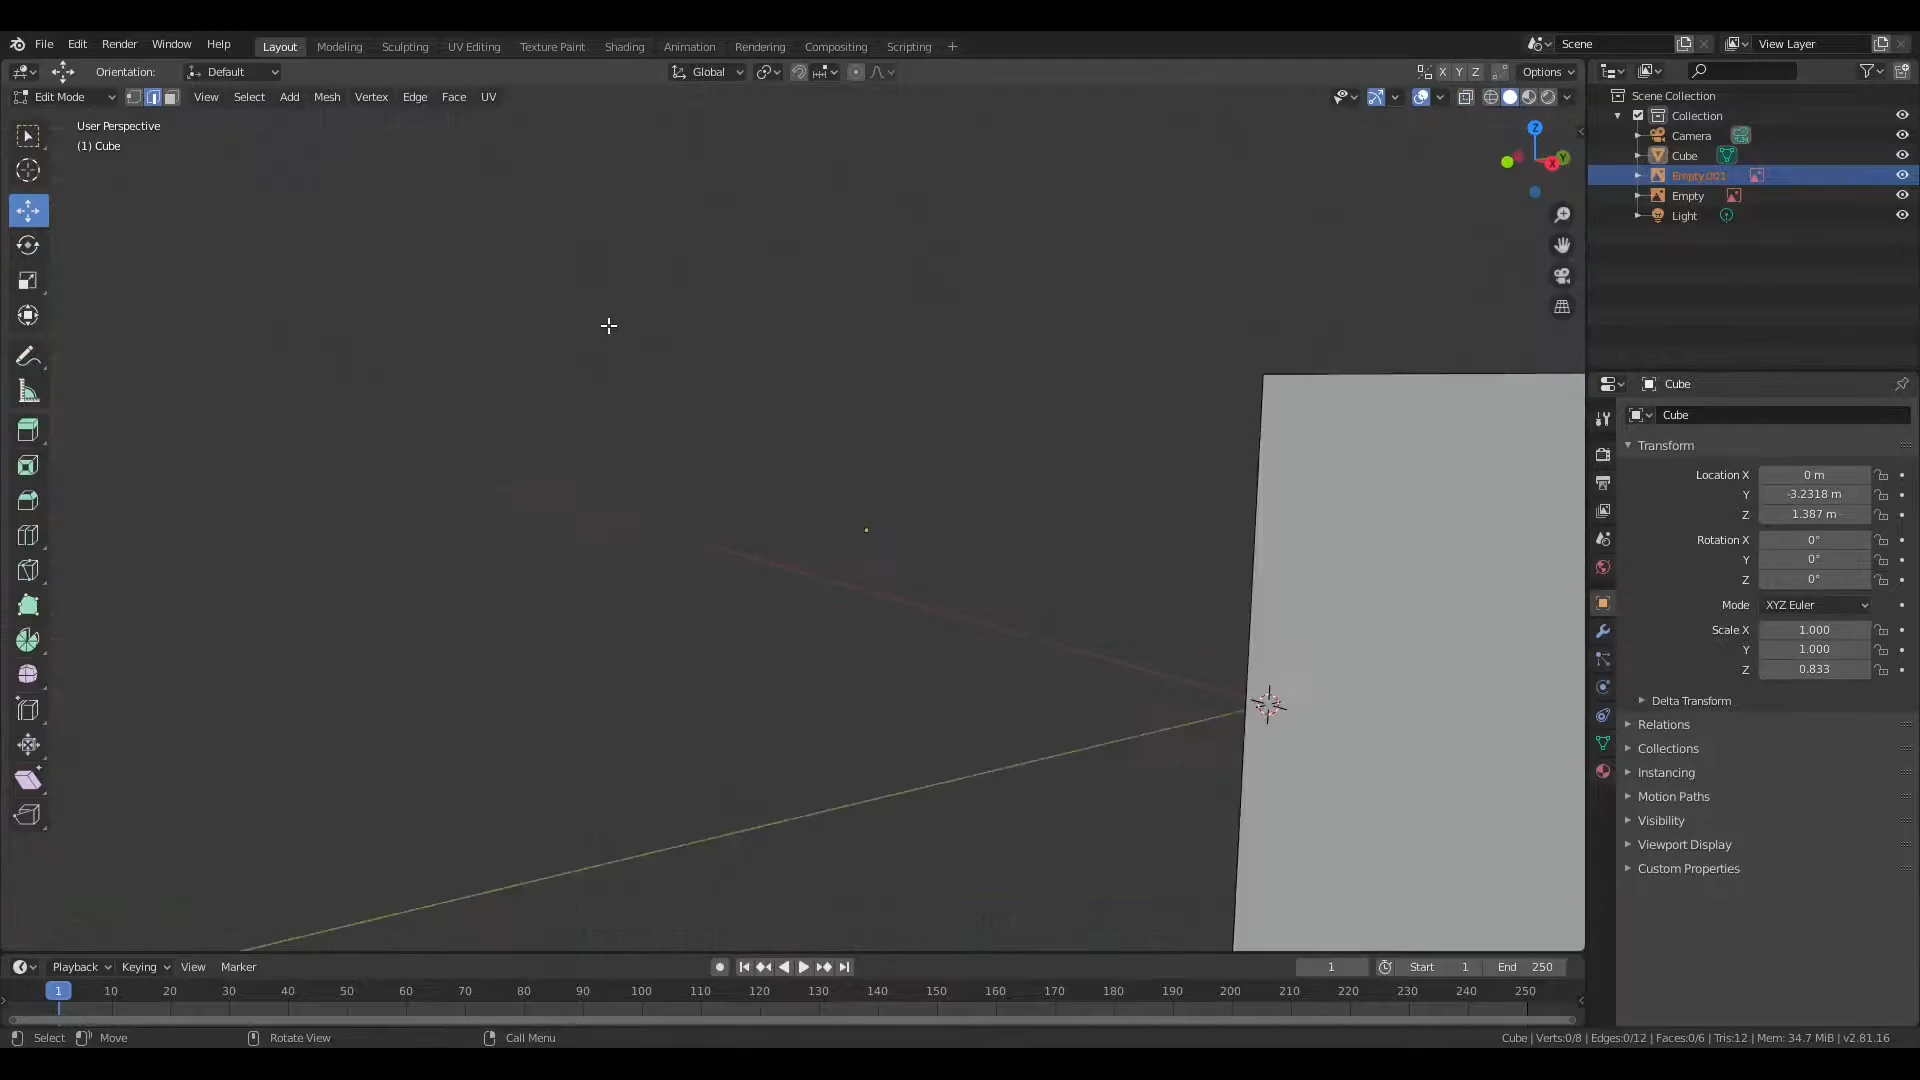 File Edit Render Window Help Layout Modeling Sculpting UV Editing Texture Paint Shading Animation Rendering Compositing Scripting + Scene View Layer
Orientation: Default Global X Y Z Options
Edit Mode View Select Add Mesh Vertex Edge Face UV
User Perspective
(1) Cube
Z
X
Y
Scene Collection
Collection
Camera
Cube
Empty.001
Empty
Light
Cube
Cube
Transform
Location X 0 m
Y -3.2318 m
Z 1.387 m
Rotation X 0°
Y 0°
Z 0°
Mode XYZ Euler
Scale X 1.000
Y 1.000
Z 0.833
Delta Transform
Relations
Collections
Instancing
Motion Paths
Visibility
Viewport Display
Custom Properties
Playback Keying View Marker 1 Start 1 End 250
1 10 20 30 40 50 60 70 80 90 100 110 120 130 140 150 160 170 180 190 200 210 220 230 240 250
Select Move Rotate View Call Menu Cube | Verts:0/8 | Edges:0/12 | Faces:0/6 | Tris:12 | Mem: 34.7 MiB | v2.81.16